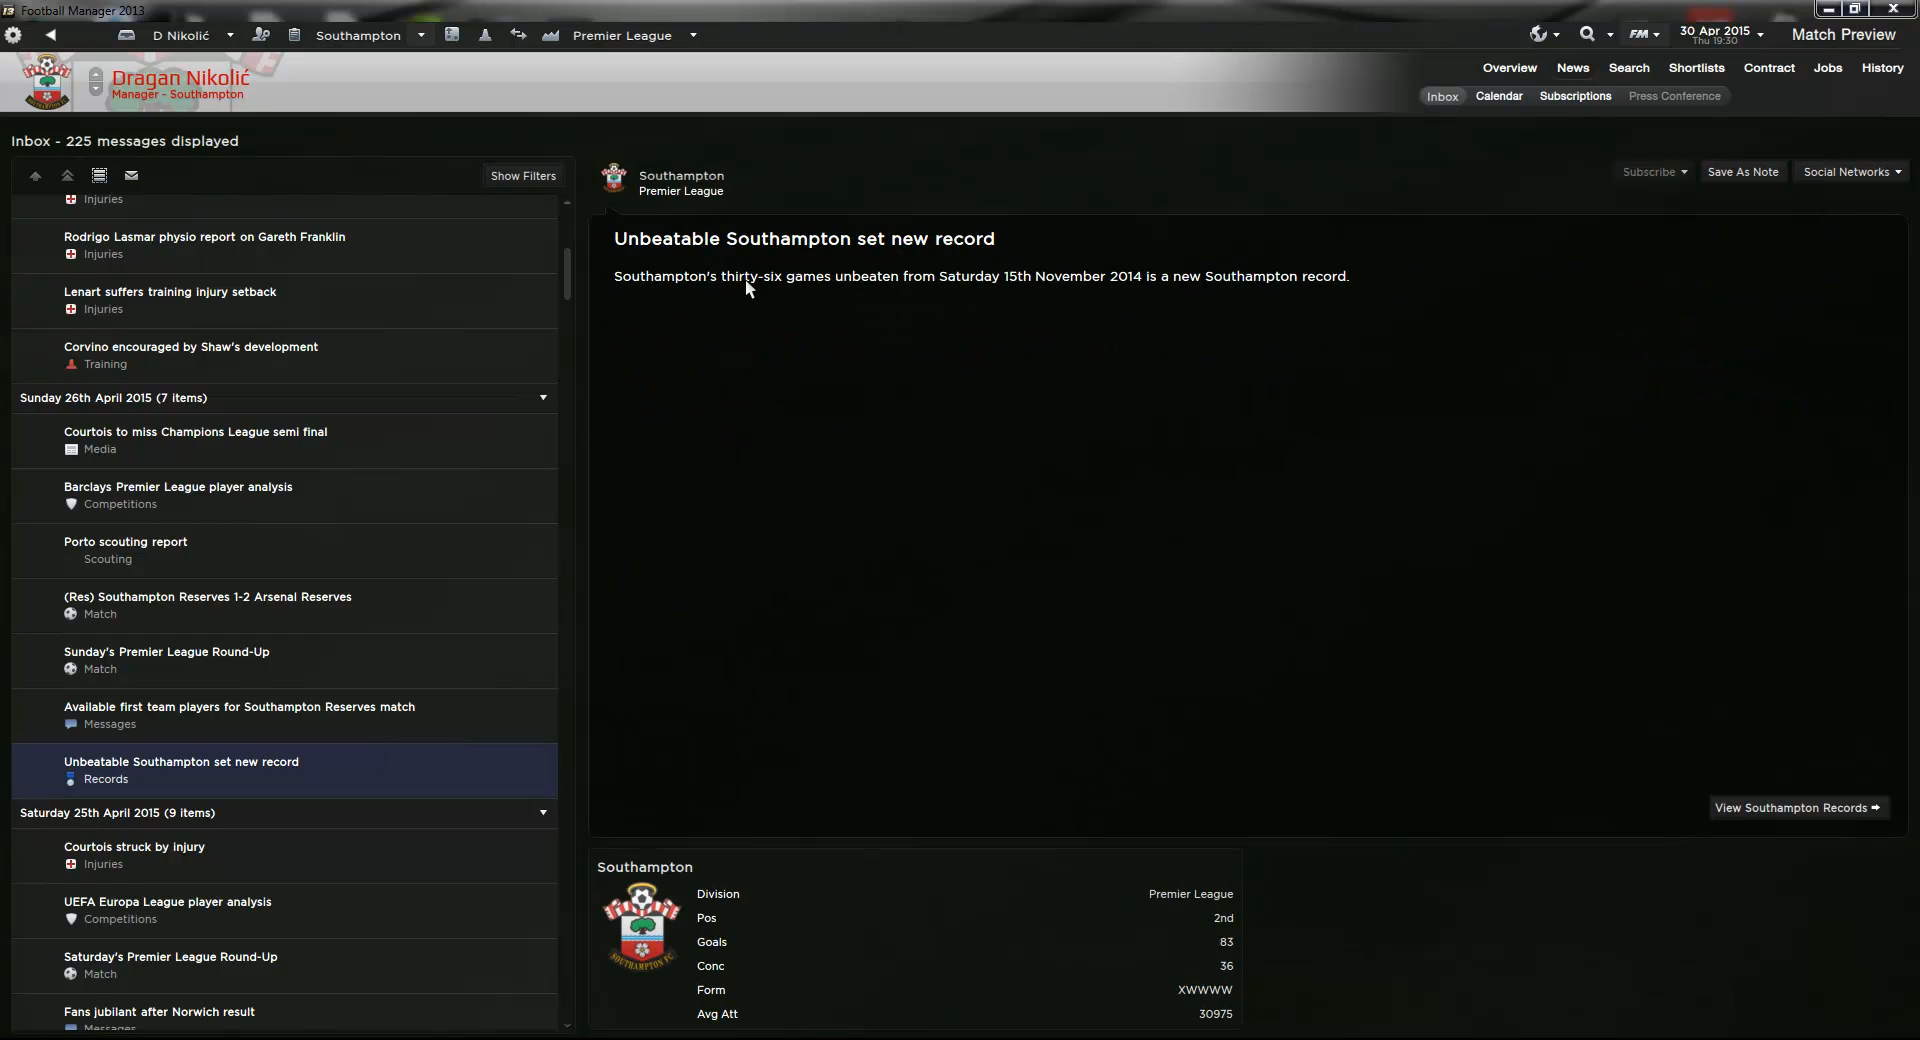 Football Manager 2013
D Nikolić
Southampton
Premier League
FM
30 Apr 2015
Thu 19:30
Match Preview
Dragan Nikolić
Manager - Southampton
Overview
News
Search
Shortlists
Contract
Jobs
History
Inbox
Calendar
Subscriptions
Press Conference
Inbox - 225 messages displayed
Show Filters
Injuries
Rodrigo Lasmar physio report on Gareth Franklin
Injuries
Lenart suffers training injury setback
Injuries
Corvino encouraged by Shaw's development
Training
Sunday 26th April 2015 (7 items)
Courtois to miss Champions League semi final
Media
Barclays Premier League player analysis
Competitions
Porto scouting report
Scouting
(Res) Southampton Reserves 1-2 Arsenal Reserves
Match
Sunday's Premier League Round-Up
Match
Available first team players for Southampton Reserves match
Messages
Unbeatable Southampton set new record
Records
Saturday 25th April 2015 (9 items)
Courtois struck by injury
Injuries
UEFA Europa League player analysis
Competitions
Saturday's Premier League Round-Up
Match
Fans jubilant after Norwich result
Messages
Southampton
Premier League
Subscribe
Save As Note
Social Networks
Unbeatable Southampton set new record
Southampton's thirty-six games unbeaten from Saturday 15th November 2014 is a new Southampton record.
View Southampton Records
Southampton
SOUTHAMPTON FC
Division Premier League
Pos 2nd
Goals 83
Conc 36
Form XWWWW
Avg Att 30975